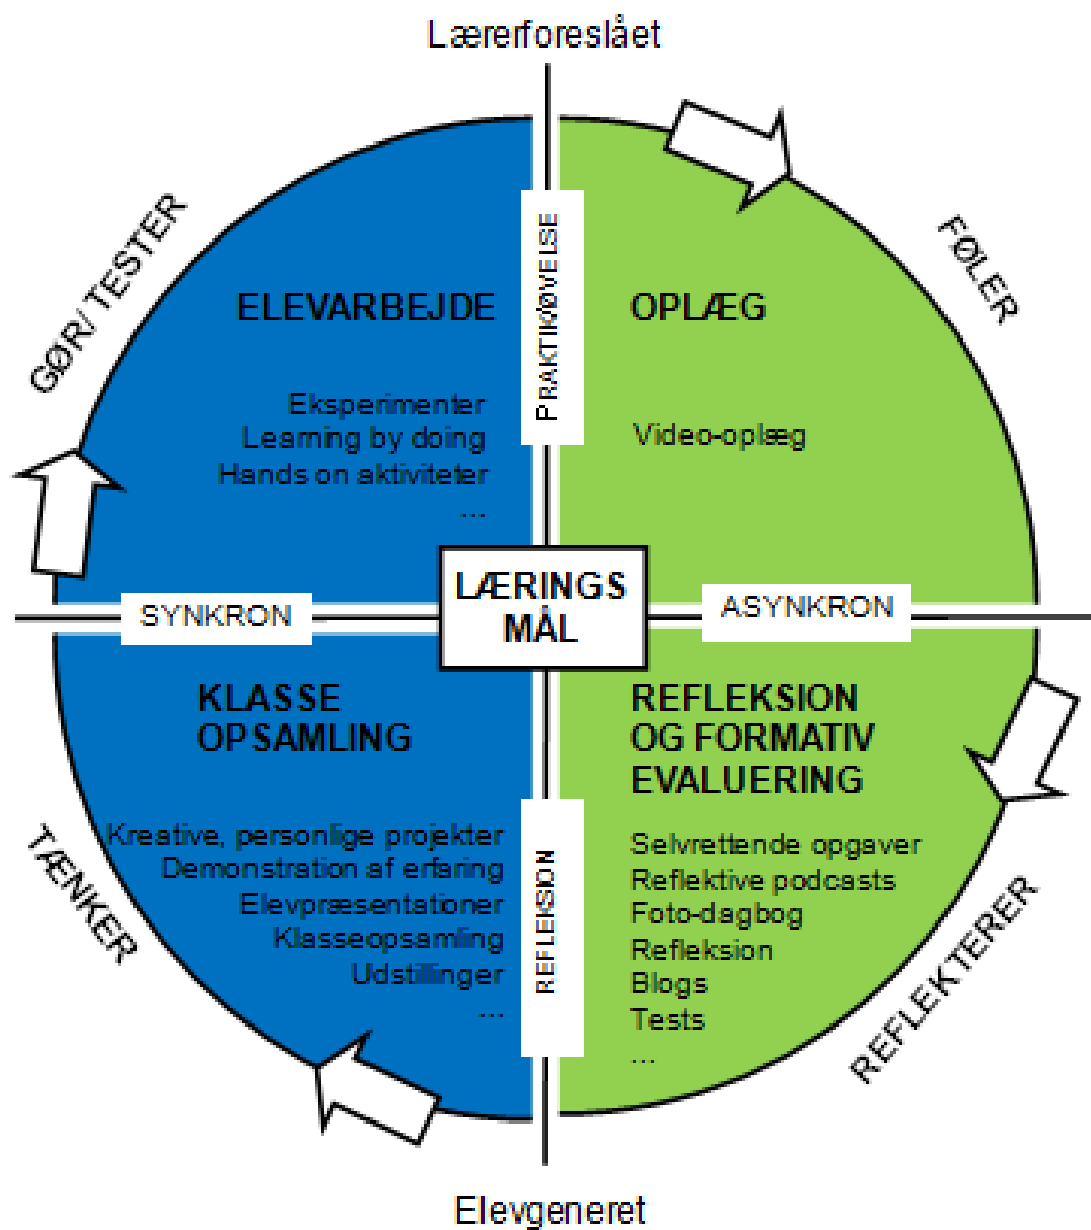 Lærerforeslået
GØR/ TESTER
FØLER
PRAKTIK/ØVELSE
ELEVARBEJDE
Eksperimenter
Learning by doing
Hands on aktiviteter
...
OPLÆG
Video-oplæg
SYNKRON
LÆRINGS
MÅL
ASYNKRON
KLASSE
OPSAMLING
Kreative, personlige projekter
Demonstration af erfaring
Elevpræsentationer
Klasseopsamling
Udstillinger
...
REFLEKSION
OG FORMATIV
EVALUERING
Selvrettende opgaver
Reflektive podcasts
Foto-dagbog
Refleksion
Blogs
Tests
...
REFLEKSION
TÆNKER
REFLEKTERER
Elevgeneret